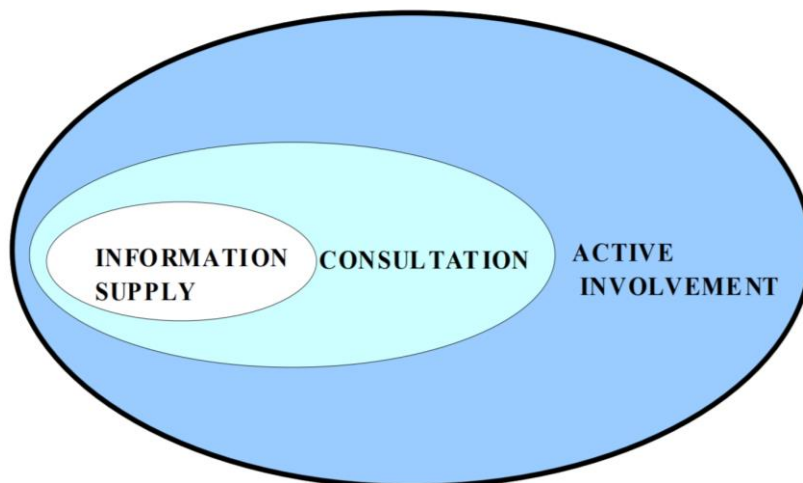 INFORMATION
SUPPLY
CONSULTATION
ACTIVE
INVOLVEMENT